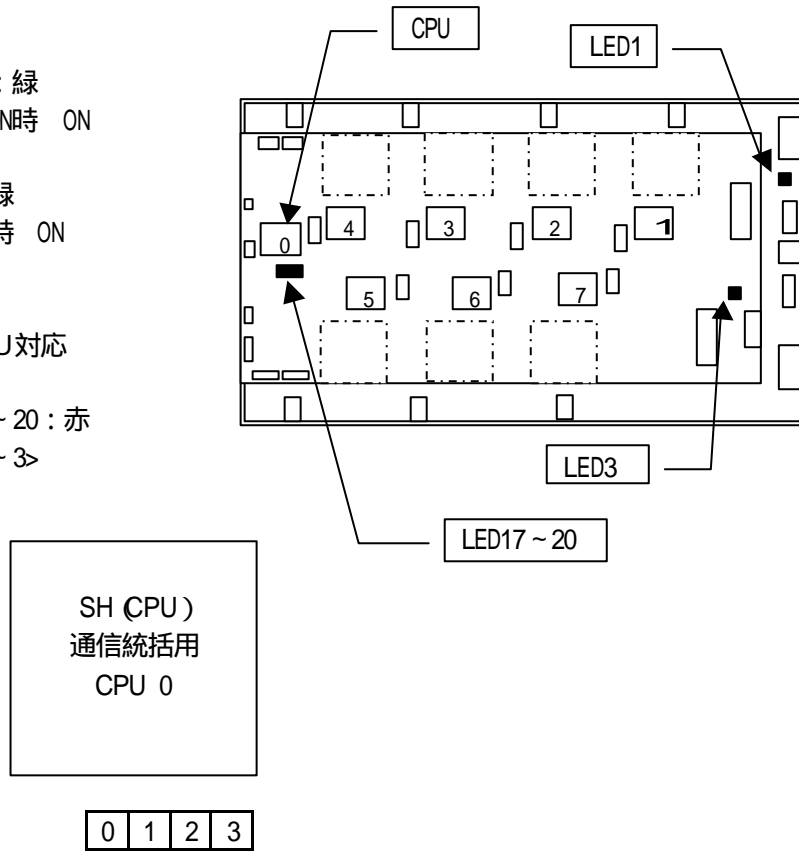 ：緑
N時 ON
緑
時 ON
U対応
~ 20：赤
~ 3>
CPU
LED1
4
3
2
1
0
5
6
7
LED3
LED17 ~ 20
SH (CPU)
通信統括用
CPU 0
0 1 2 3